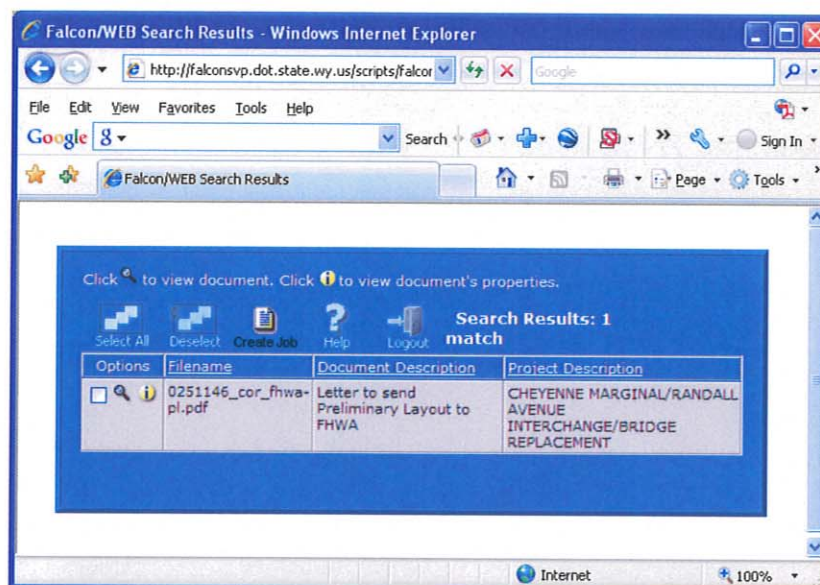 Falcon/WEB Search Results - Windows Internet Explorer
http://falconsvp.dot.state.wy.us/scripts/falcor
Google
File Edit View Favorites Tools Help
Google Search Sign In
Falcon/WEB Search Results Page Tools
Click to view document. Click to view document's properties.
Select All Deselect Create Job Help Logout Search Results: 1 match
Options Filename Document Description Project Description
0251146_cor_fhwa-pl.pdf
Letter to send
Preliminary Layout to
FHWA
CHEYENNE MARGINAL/RANDALL
AVENUE
INTERCHANGE/BRIDGE
REPLACEMENT
Internet 100%